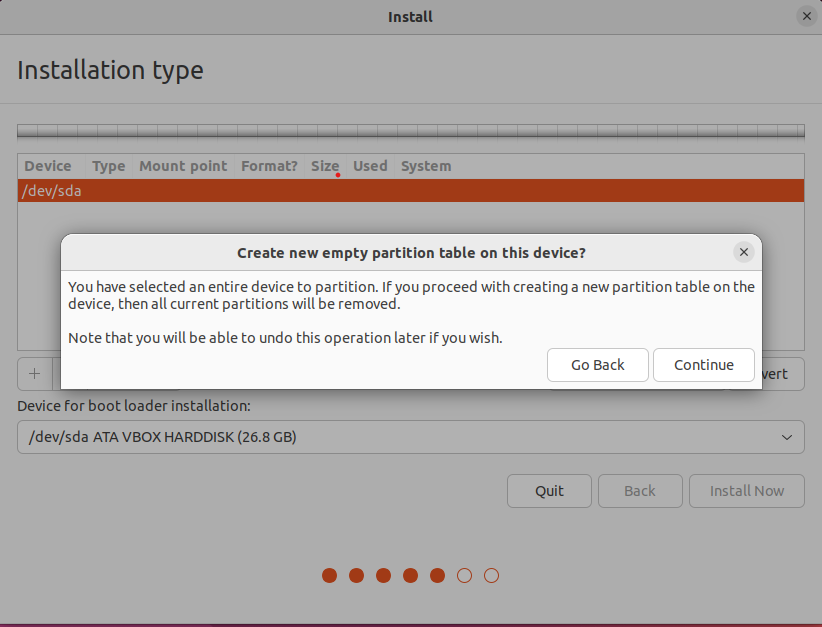 Install
Installation type
Device Type Mount point Format? Size Used System
/dev/sda
Create new empty partition table on this device?
You have selected an entire device to partition. If you proceed with creating a new partition table on the
device, then all current partitions will be removed.
Note that you will be able to undo this operation later if you wish.
Go Back Continue
+
Device for boot loader installation:
/dev/sda ATA VBOX HARDDISK (26.8 GB)
Quit Back Install Now